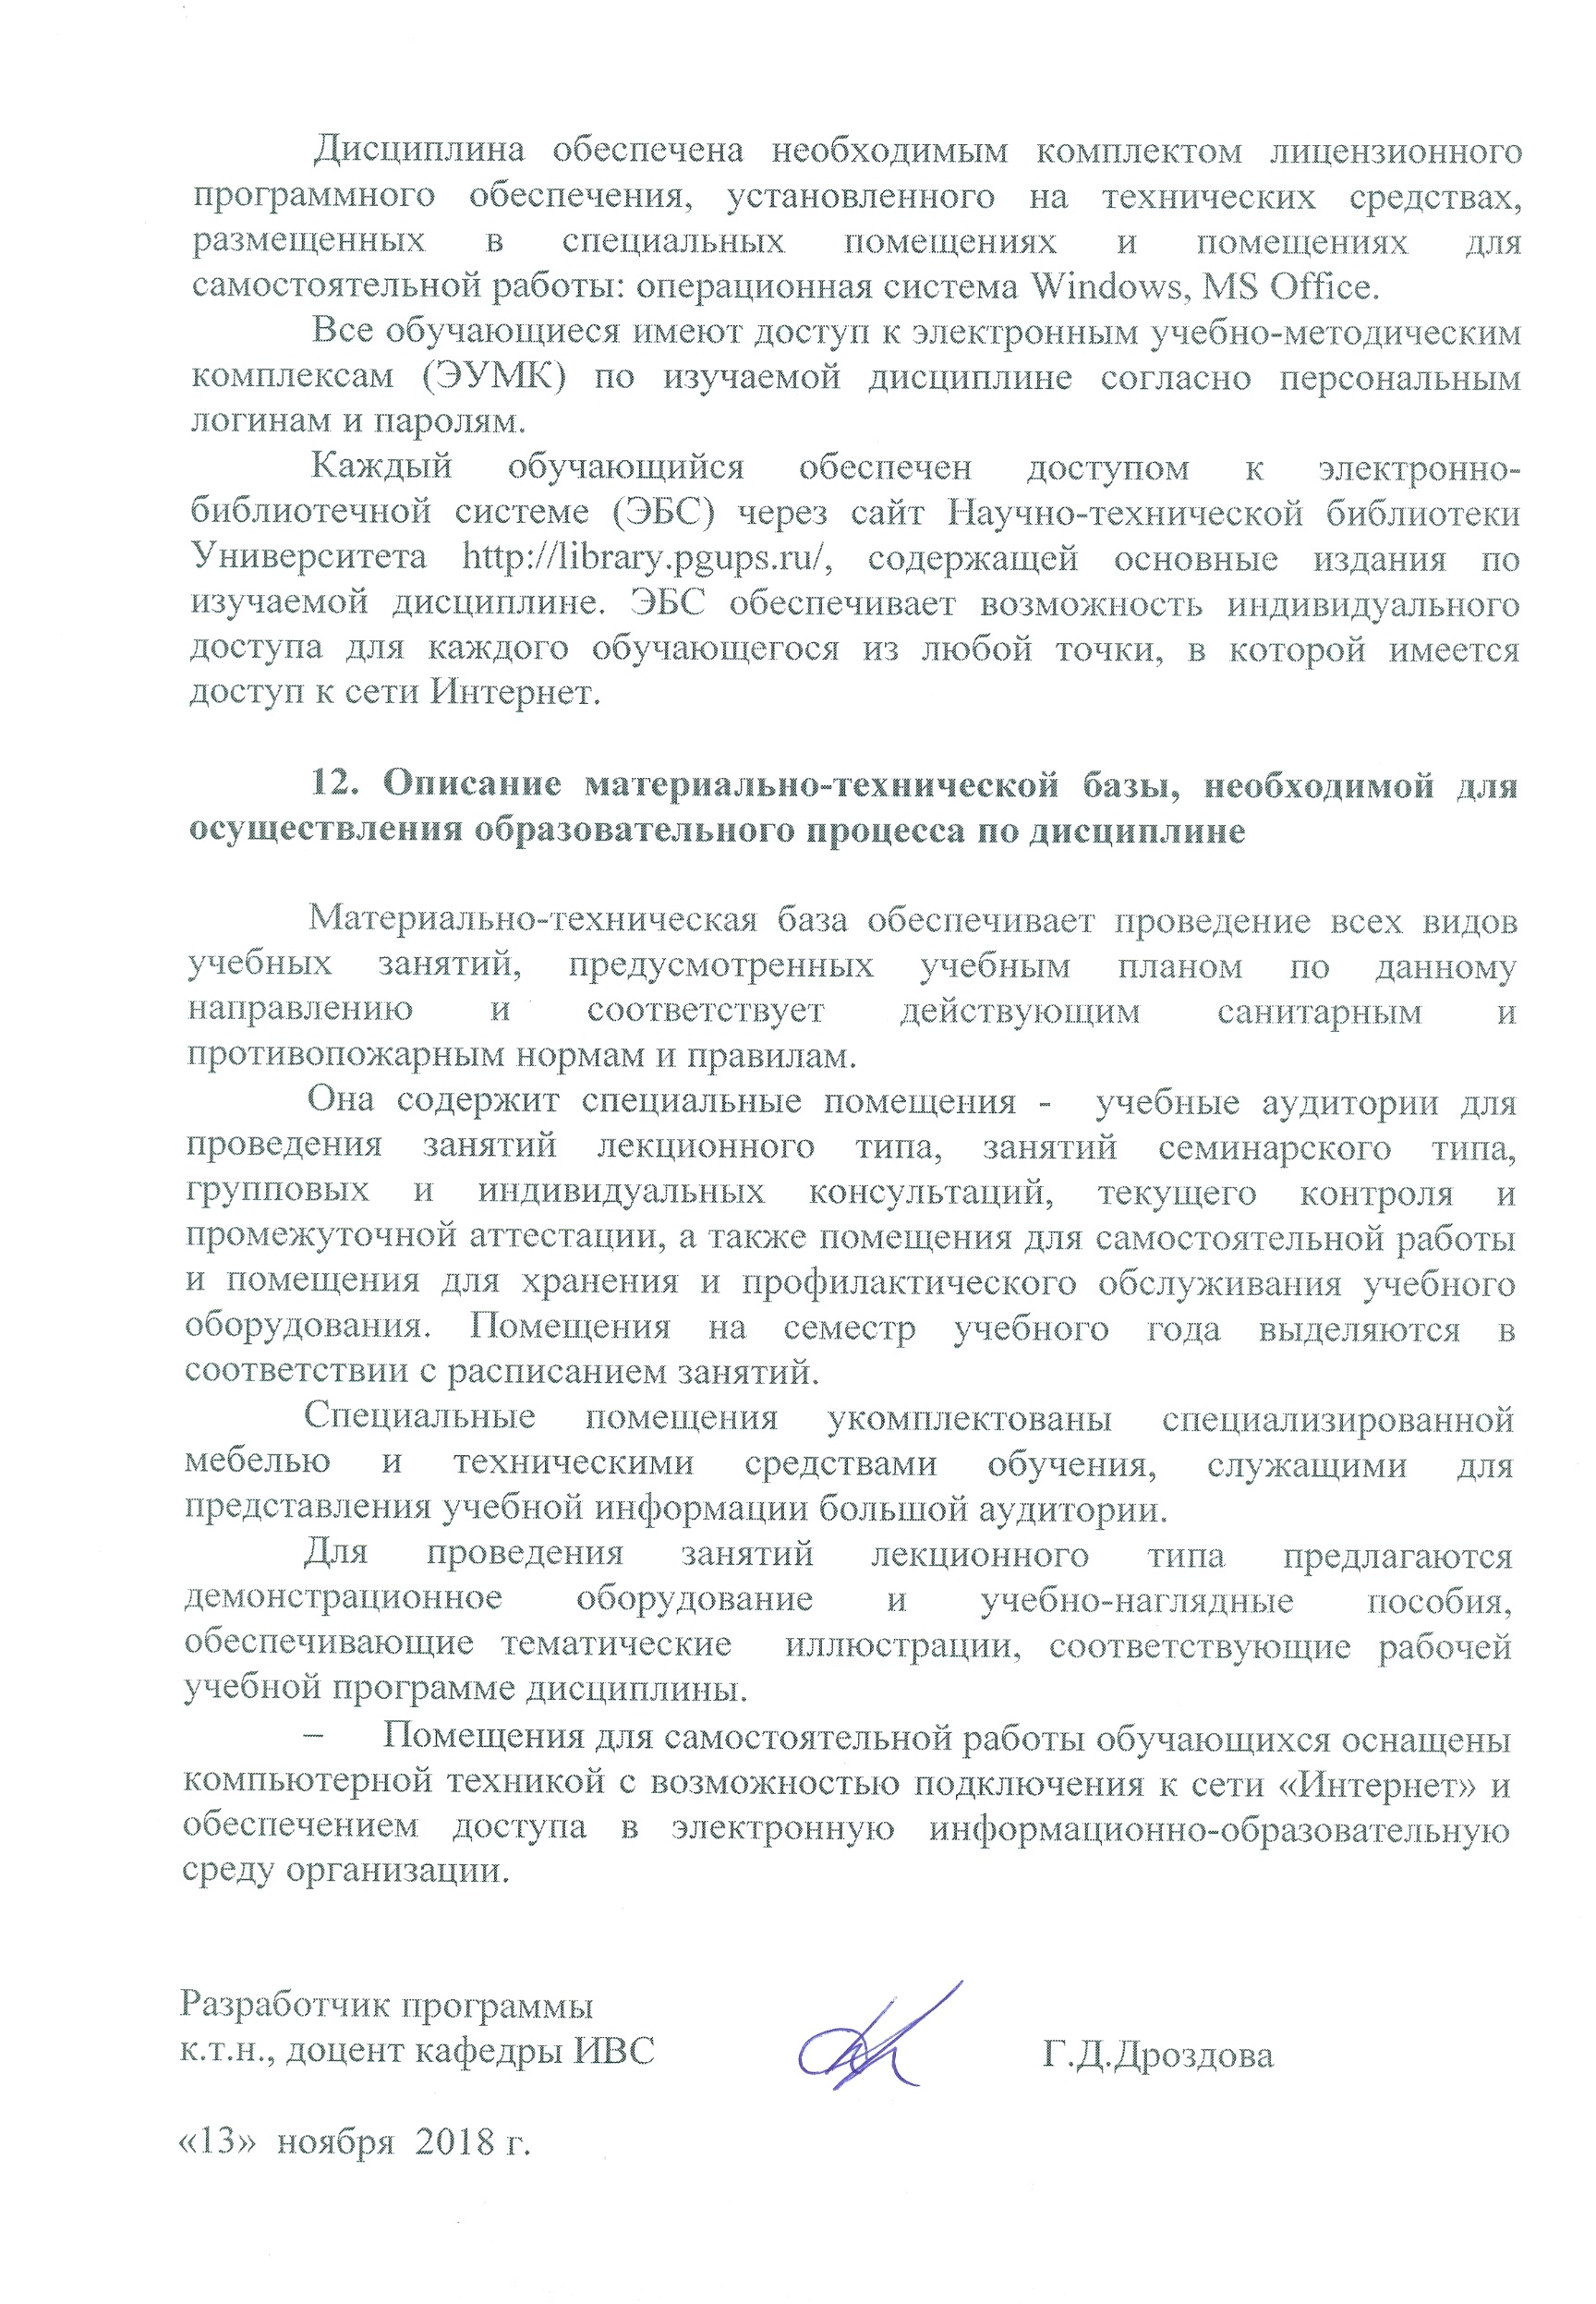 Дисциплина обеспечена необходимым комплектом лицензионного
программного обеспечения, установленного на технических средствах,
размещенных в специальных помещениях и помещениях для
самостоятельной работы: операционная система Windows, MS Office.
Все обучающиеся имеют доступ к электронным учебно-методическим
комплексам (ЭУМК) по изучаемой дисциплине согласно персональным
логинам и паролям.
Каждый обучающийся обеспечен доступом к электронно-
библиотечной системе (ЭБС) через сайт Научно-технической библиотеки
Университета http://library.pgups.ru/, содержащей основные издания по
изучаемой дисциплине. ЭБС обеспечивает возможность индивидуального
доступа для каждого обучающегося из любой точки, в которой имеется
доступ к сети Интернет.
12. Описание материально-технической базы, необходимой для
осуществления образовательного процесса по дисциплине
Материально-техническая база обеспечивает проведение всех видов
учебных занятий, предусмотренных учебным планом по данному
направлению и соответствует действующим санитарным и
противопожарным нормам и правилам.
Она содержит специальные помещения - учебные аудитории для
проведения занятий лекционного типа, занятий семинарского типа,
групповых и индивидуальных консультаций, текущего контроля и
промежуточной аттестации, а также помещения для самостоятельной работы
и помещения для хранения и профилактического обслуживания учебного
оборудования. Помещения на семестр учебного года выделяются в
соответствии с расписанием занятий.
Специальные помещения укомплектованы специализированной
мебелью и техническими средствами обучения, служащими для
представления учебной информации большой аудитории.
Для проведения занятий лекционного типа предлагаются
демонстрационное оборудование и учебно-наглядные пособия,
обеспечивающие тематические иллюстрации, соответствующие рабочей
учебной программе дисциплины.
– Помещения для самостоятельной работы обучающихся оснащены
компьютерной техникой с возможностью подключения к сети «Интернет» и
обеспечением доступа в электронную информационно-образовательную
среду организации.
Разработчик программы
к.т.н., доцент кафедры ИВС Г.Д.Дроздова
«13» ноября 2018 г.